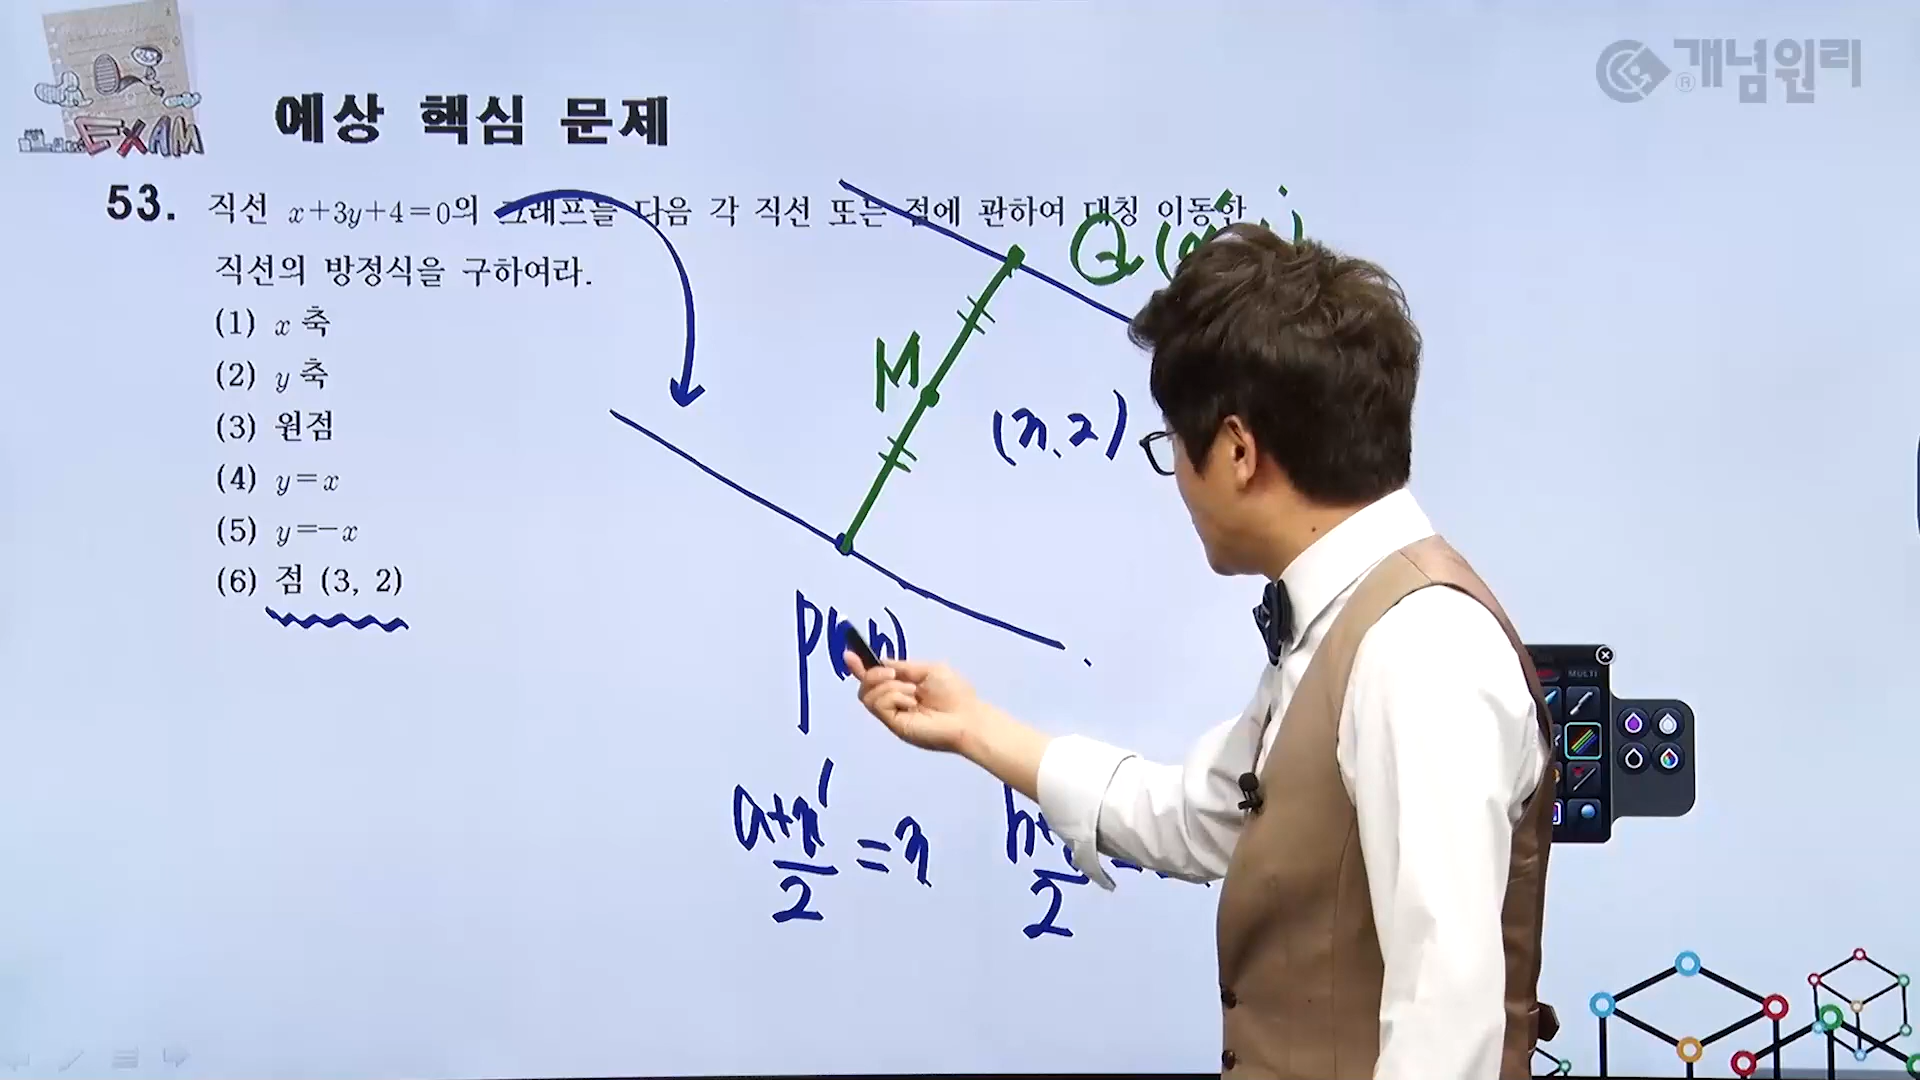 개념원리
EXAM
예상 핵심 문제
53. 직선 x+3y+4=0의 그래프를 다음 각 직선 또는 점에 관하여 대칭 이동한
직선의 방정식을 구하여라.
(1) x축
(2) y축
(3) 원점
(4) y=x
(5) y=-x
(6) 점 (3, 2)
Q(
M
(3, 2)
P(
a+x'/2 = 3
2
MULTI